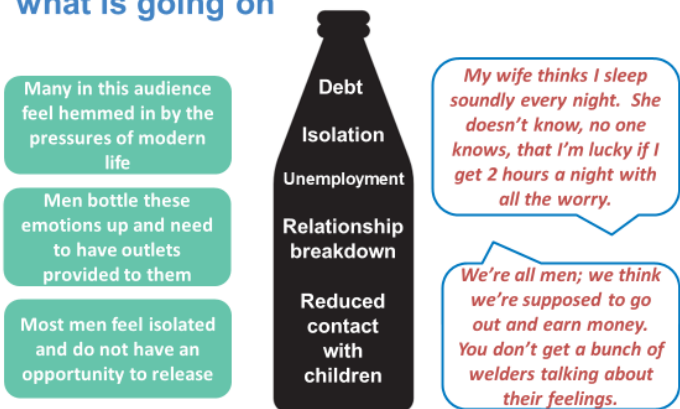 what is going on
Many in this audience
feel hemmed in by the
pressures of modern
life
Men bottle these
emotions up and need
to have outlets
provided to them
Most men feel isolated
and do not have an
opportunity to release
Debt
Isolation
Unemployment
Relationship
breakdown
Reduced
contact
with
children
My wife thinks I sleep
soundly every night.  She
doesn't know, no one
knows, that I'm lucky if I
get 2 hours a night with
all the worry.
We're all men; we think
we're supposed to go
out and earn money.
You don't get a bunch of
welders talking about
their feelings.